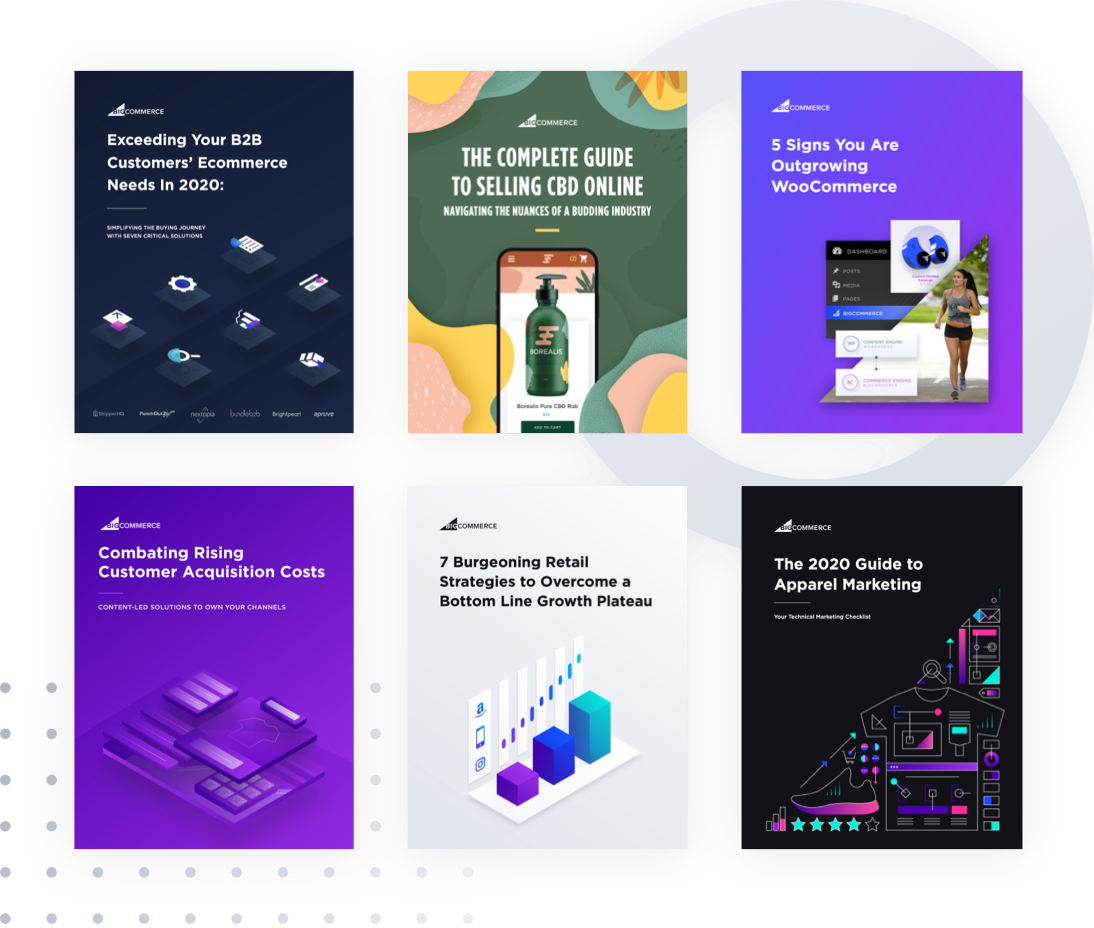 BIGCOMMERCE
Exceeding Your B2B
Customers’ Ecommerce
Needs In 2020:
SIMPLIFYING THE BUYING JOURNEY
WITH SEVEN CRITICAL SOLUTIONS
ShipperHQ PunchOut2Go nextopia Brightpearl apruve
BIGCOMMERCE
THE COMPLETE GUIDE
TO SELLING CBD ONLINE
NAVIGATING THE NUANCES OF A BUDDING INDUSTRY
BOREALIS
Borealis Pure CBD Rub
$12
ADD TO CART
BIGCOMMERCE
5 Signs You Are
Outgrowing
WooCommerce
DASHBOARD
POSTS
MEDIA
PAGES
BIGCOMMERCE
WP CONTENT ENGINE
WORDPRESS
BC COMMERCE ENGINE
BIGCOMMERCE
BIGCOMMERCE
Combating Rising
Customer Acquisition Costs
CONTENT-LED SOLUTIONS TO OWN YOUR CHANNELS
BIGCOMMERCE
7 Burgeoning Retail
Strategies to Overcome a
Bottom Line Growth Plateau
a
BIGCOMMERCE
The 2020 Guide to
Apparel Marketing
Your Technical Marketing Checklist